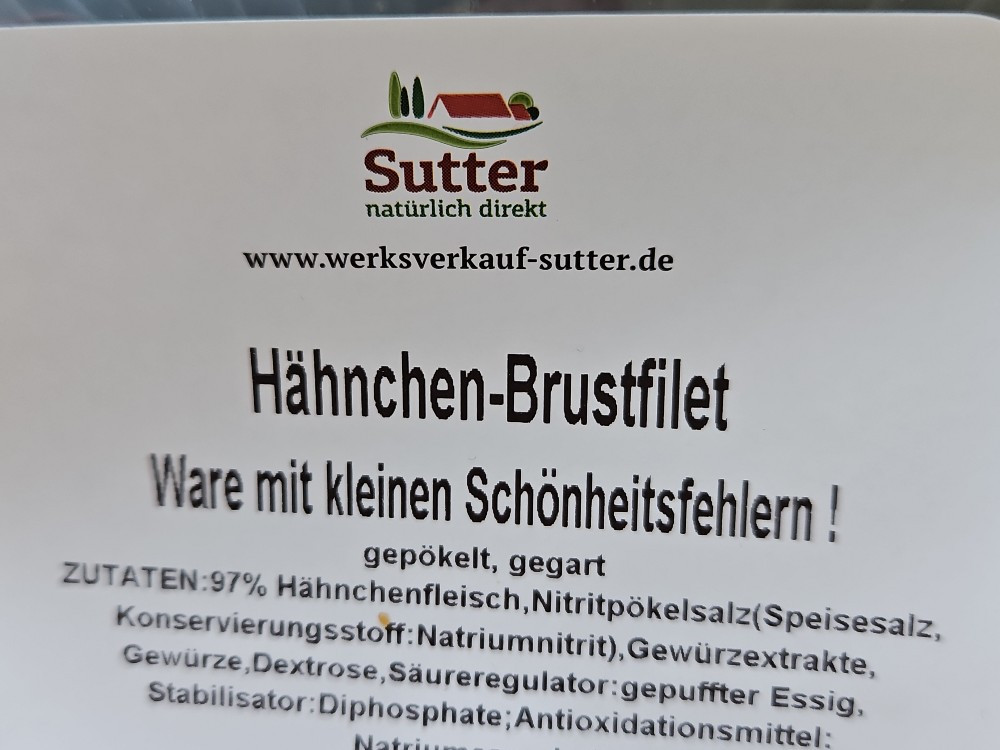 Sutter
natürlich direkt
www.werksverkauf-sutter.de
Hähnchen-Brustfilet
Ware mit kleinen Schönheitsfehlern !
gepökelt, gegart
ZUTATEN:97% Hähnchenfleisch,Nitritpökelsalz(Speisesalz,
Konservierungsstoff:Natriumnitrit),Gewürzextrakte,
Gewürze,Dextrose,Säureregulator:gepuffter Essig,
Stabilisator:Diphosphate;Antioxidationsmittel: